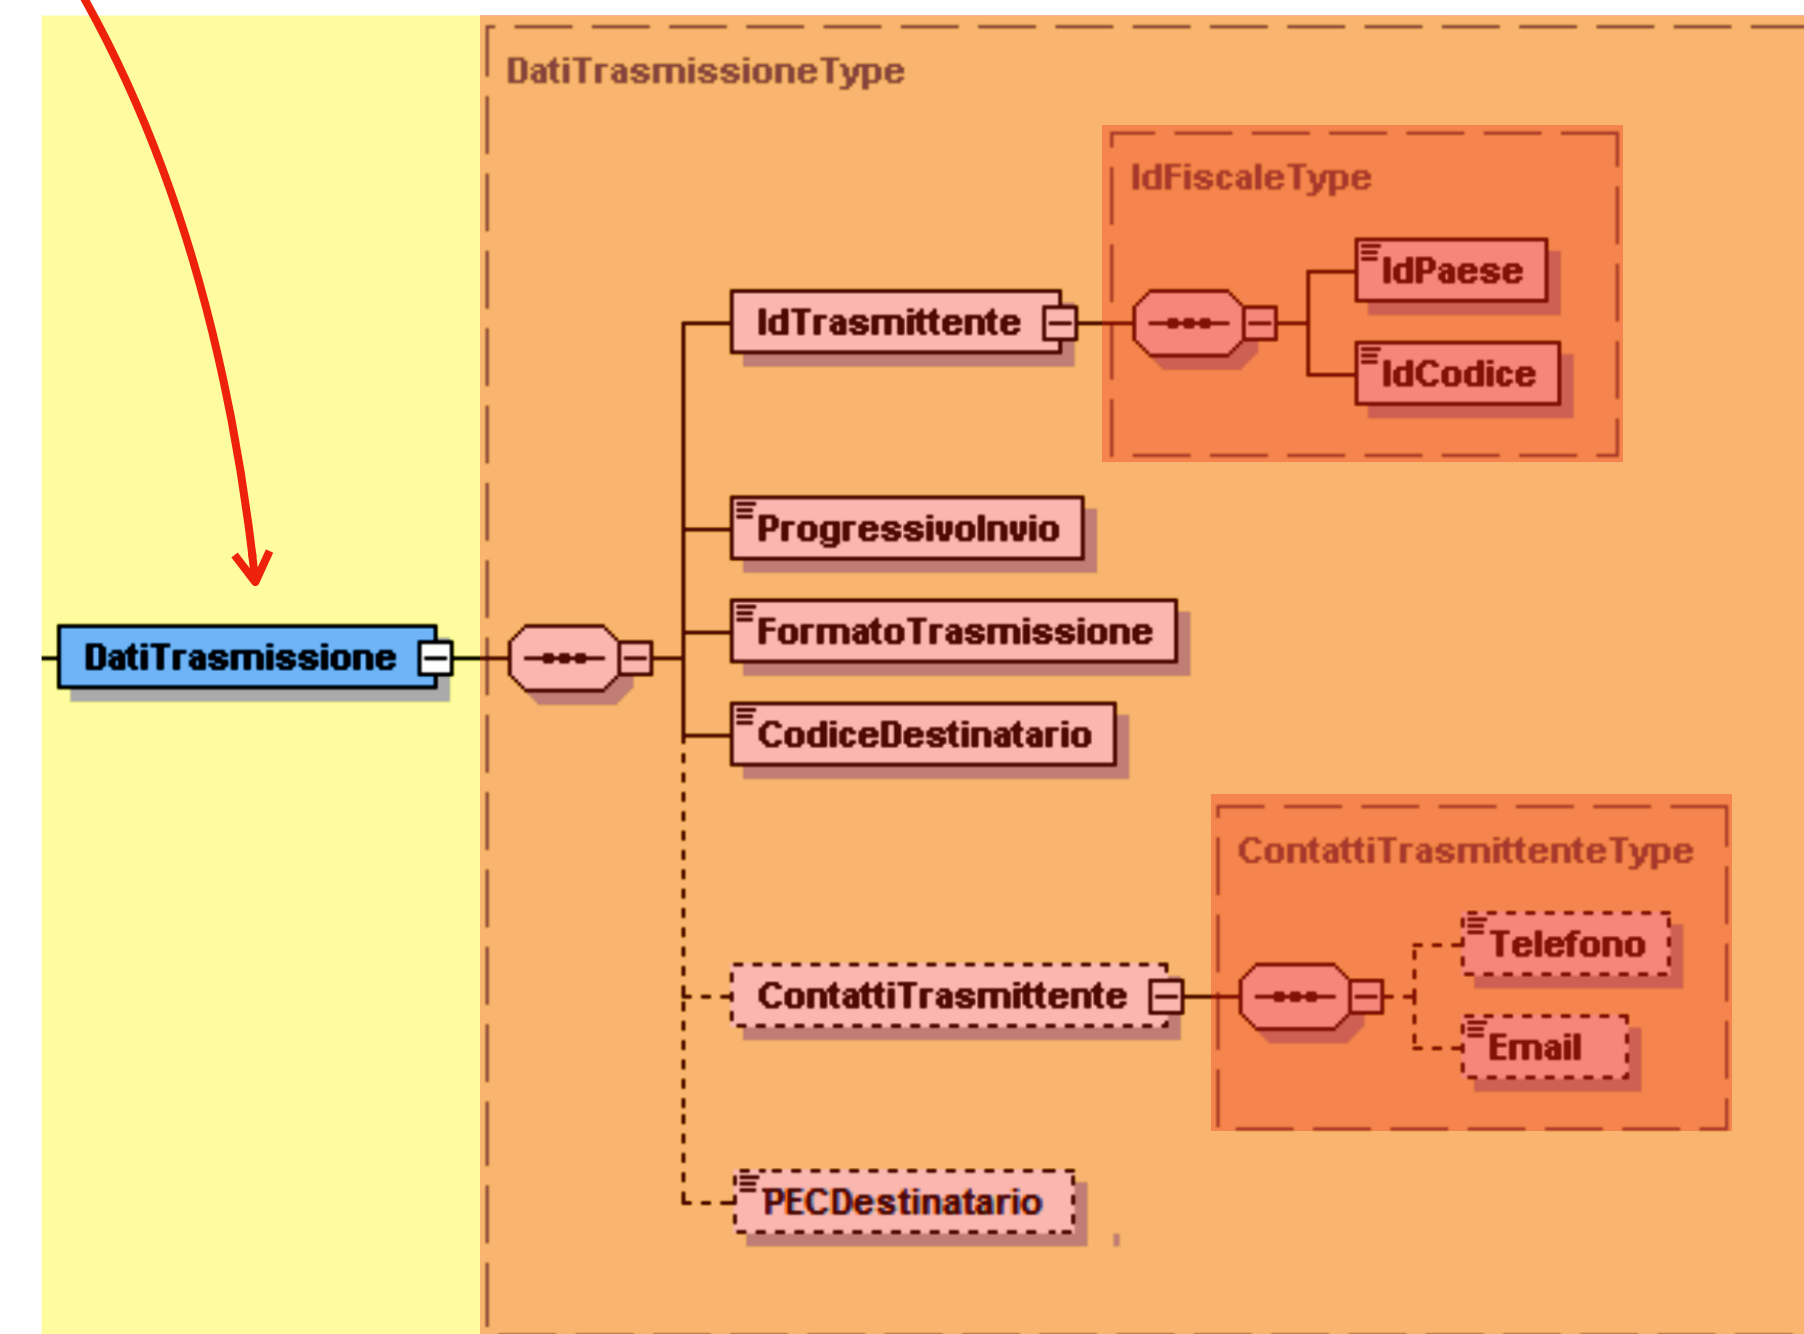 DatiTrasmissioneType
IdFiscaleType
IdPaese
IdTrasmittente
IdCodice
ProgressivoInvio
FormatoTrasmissione
DatiTrasmissione
CodiceDestinatario
ContattiTrasmittenteType
Telefono
ContattiTrasmittente
Email
PECDestinatario